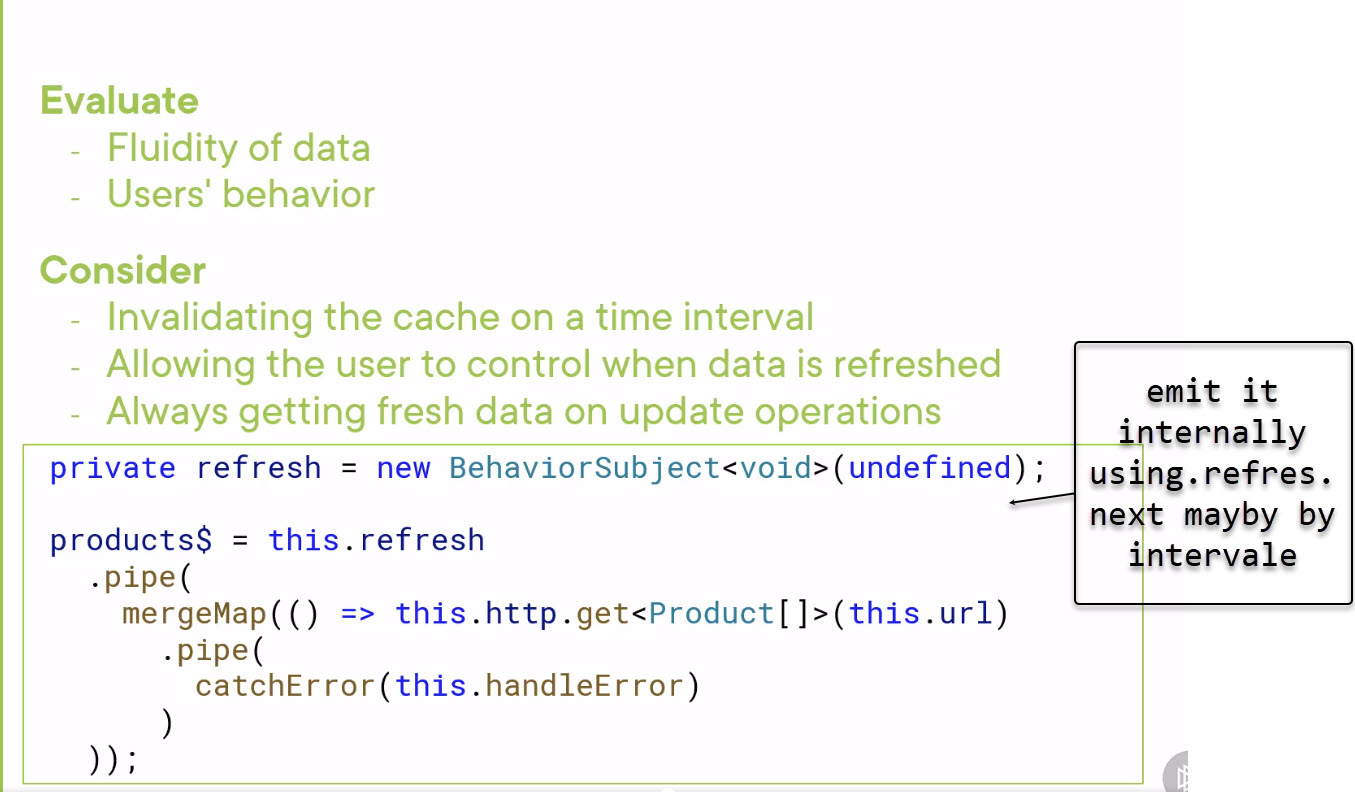 Evaluate
- Fluidity of data
- Users' behavior
Consider
- Invalidating the cache on a time interval
- Allowing the user to control when data is refreshed
- Always getting fresh data on update operations
private refresh = new BehaviorSubject<void>(undefined);
products$ = this.refresh
.pipe(
mergeMap(() => this.http.get<Product[]>(this.url)
.pipe(
catchError(this.handleError)
)
));
emit it
internally
using.refres.
next mayby by
intervale